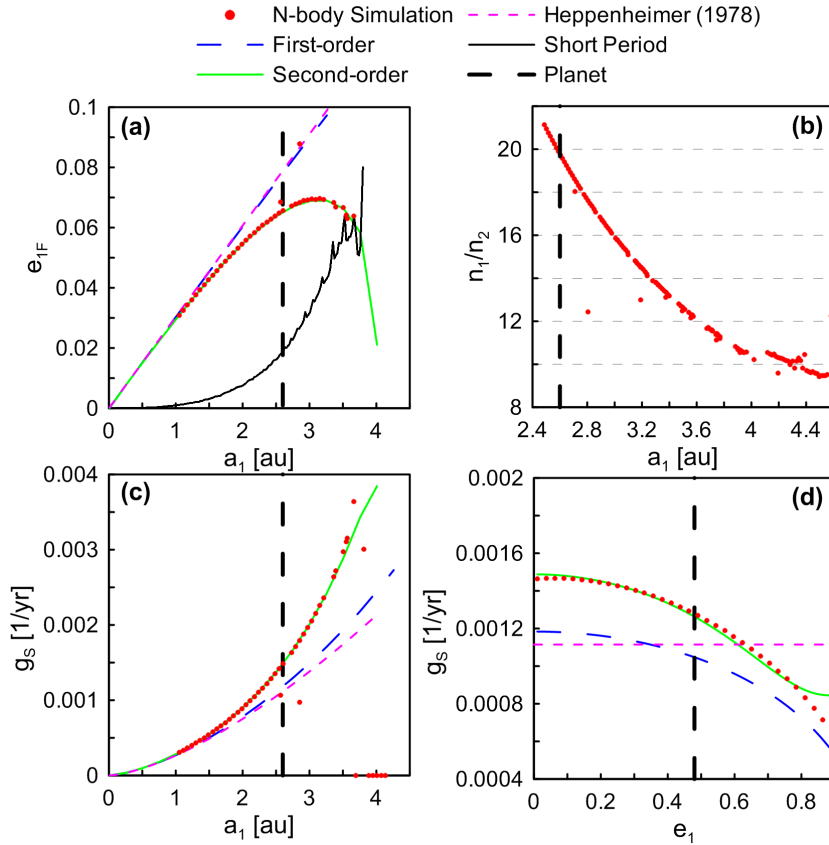 N-body Simulation
Heppenheimer (1978)
First-order
Short Period
Second-order
Planet
(a)
0.1
0.08
0.06
0.04
0.02
0
e1F
0 1 2 3 4
a1 [au]
(b)
20
18
16
14
12
10
8
n1/n2
2.4 2.8 3.2 3.6 4 4.4
a1 [au]
(c)
0.004
0.003
0.002
0.001
0
gS [1/yr]
0 1 2 3 4
a1 [au]
(d)
0.002
0.0016
0.0012
0.0008
0.0004
gS [1/yr]
0 0.2 0.4 0.6 0.8
e1